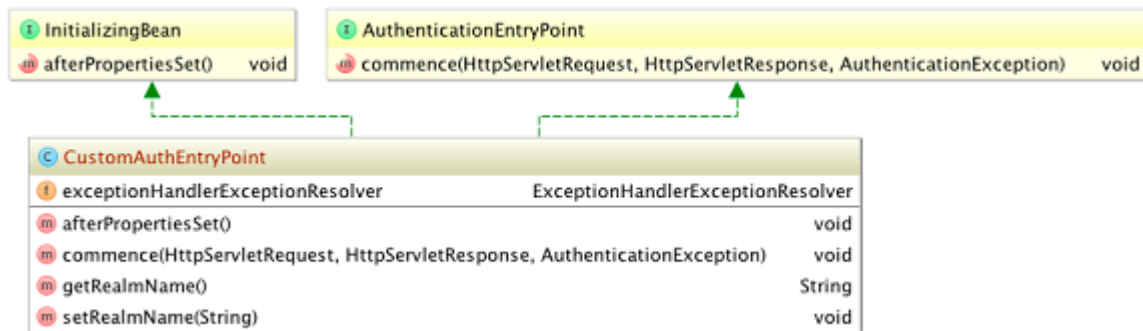 InitializingBean
afterPropertiesSet() void
AuthenticationEntryPoint
commence(HttpServletRequest, HttpServletResponse, AuthenticationException) void
CustomAuthEntryPoint
exceptionHandlerExceptionResolver ExceptionHandlerExceptionResolver
afterPropertiesSet() void
commence(HttpServletRequest, HttpServletResponse, AuthenticationException) void
getRealmName() String
setRealmName(String) void